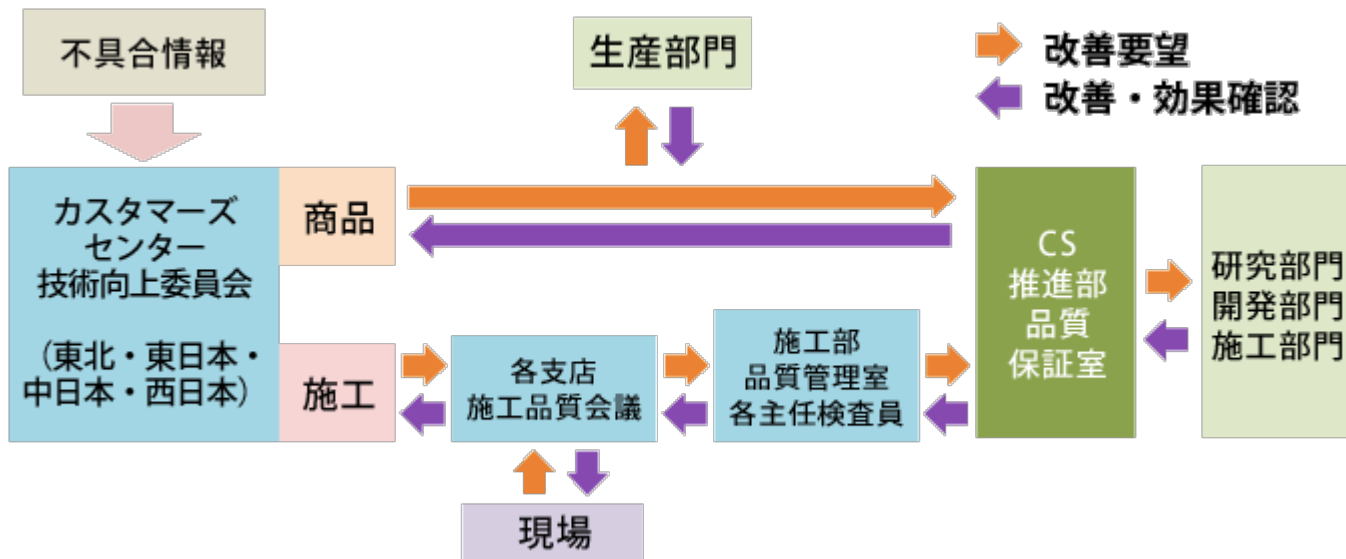 不具合情報
生産部門
改善要望
改善・効果確認
カスタマーズ
センター
技術向上委員会
（東北・東日本・
中日本・西日本）
商品
施工
各支店
施工品質会議
施工部
品質管理室
各主任検査員
CS
推進部
品質
保証室
研究部門
開発部門
施工部門
現場